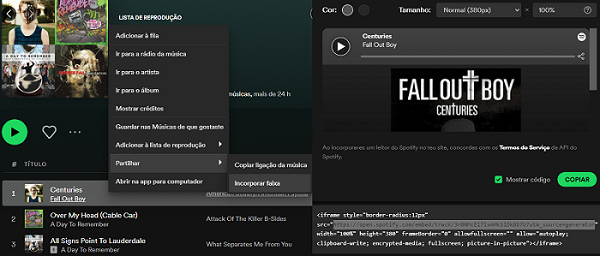 LISTA DE REPRODUÇÃO
Adicionar à fila
Ir para a rádio da música
Ir para o artista
Ir para o álbum
Mostrar créditos
músicas, mais de 24 h
Guardar nas Músicas de que gostaste
Adicionar à lista de reprodução
Partilhar
Abrir na app para computador
Copiar ligação da música
Incorporar faixa
A DAY TO REMEMBER
# TÍTULO
1 Centuries
Fall Out Boy
2 Over My Head (Cable Car)
A Day To Remember
Attack Of The Killer B-Sides
3 All Signs Point To Lauderdale
E A Day To Remember
What Separates Me From You
Cor:
Tamanho: Normal (380px) × 100%
Centuries
Fall Out Boy
FALL OUT BOY
CENTURIES
Ao incorporares um leitor do Spotify no teu site, concordas com os Termos de Serviço de API do
Spotify.
Mostrar código
COPIAR
<iframe style="border-radius:12px"
width="100%" height="380" frameBorder="0" allowfullscreen="" allow="autoplay;
clipboard-write; encrypted-media; fullscreen; picture-in-picture"></iframe>